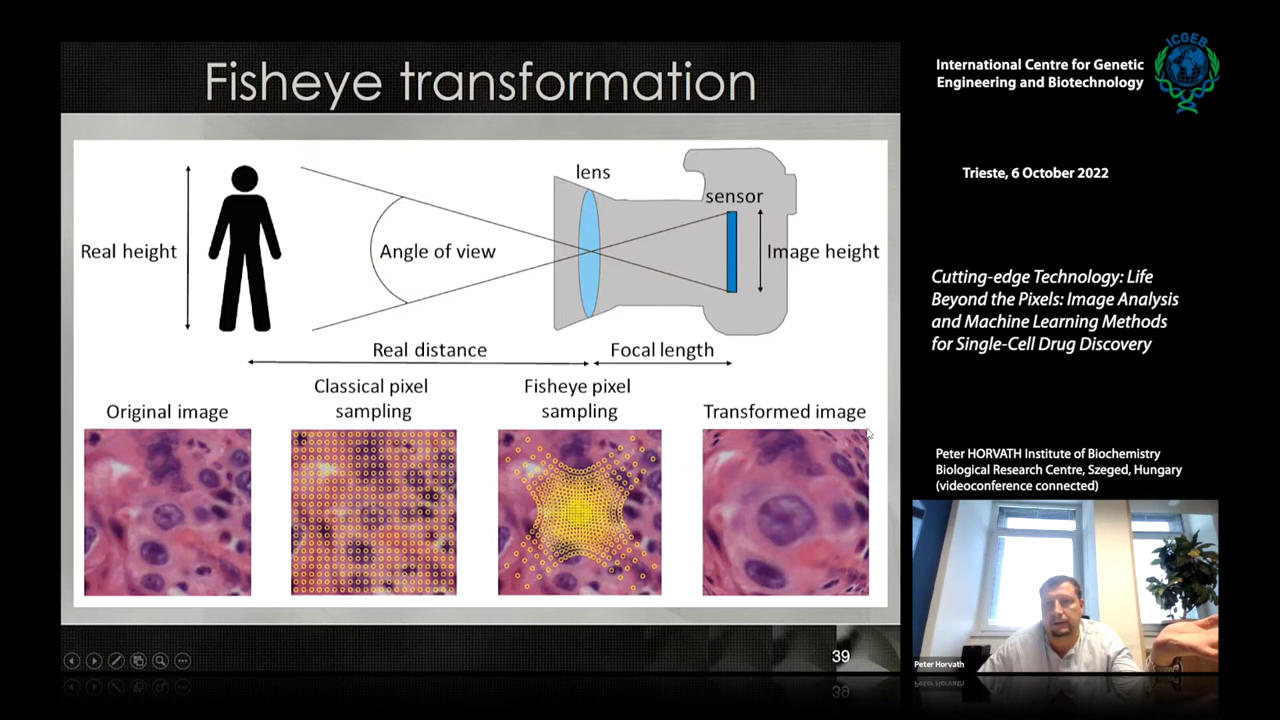 Fisheye transformation
lens
sensor
Real height
Angle of view
Image height
Real distance
Focal length
Original image
Classical pixel
sampling
Fisheye pixel
sampling
Transformed image
39
International Centre for Genetic
Engineering and Biotechnology
ICGEB
Trieste, 6 October 2022
Cutting-edge Technology: Life
Beyond the Pixels: Image Analysis
and Machine Learning Methods
for Single-Cell Drug Discovery
Peter HORVATH Institute of Biochemistry
Biological Research Centre, Szeged, Hungary
(videoconference connected)
Peter Horvath